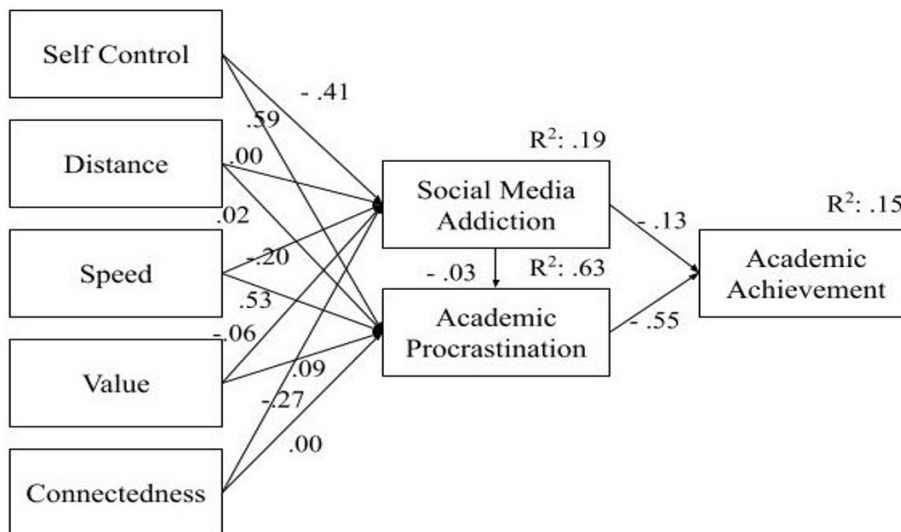 Self Control
- .41
.59
R²: .19
Distance
.00
Social Media
Addiction
R²: .15
.02
- .13
Speed
-.20
- .03
R²: .63
Academic
Achievement
.53
Academic
Procrastination
- .55
-.06
Value
.09
-.27
.00
Connectedness